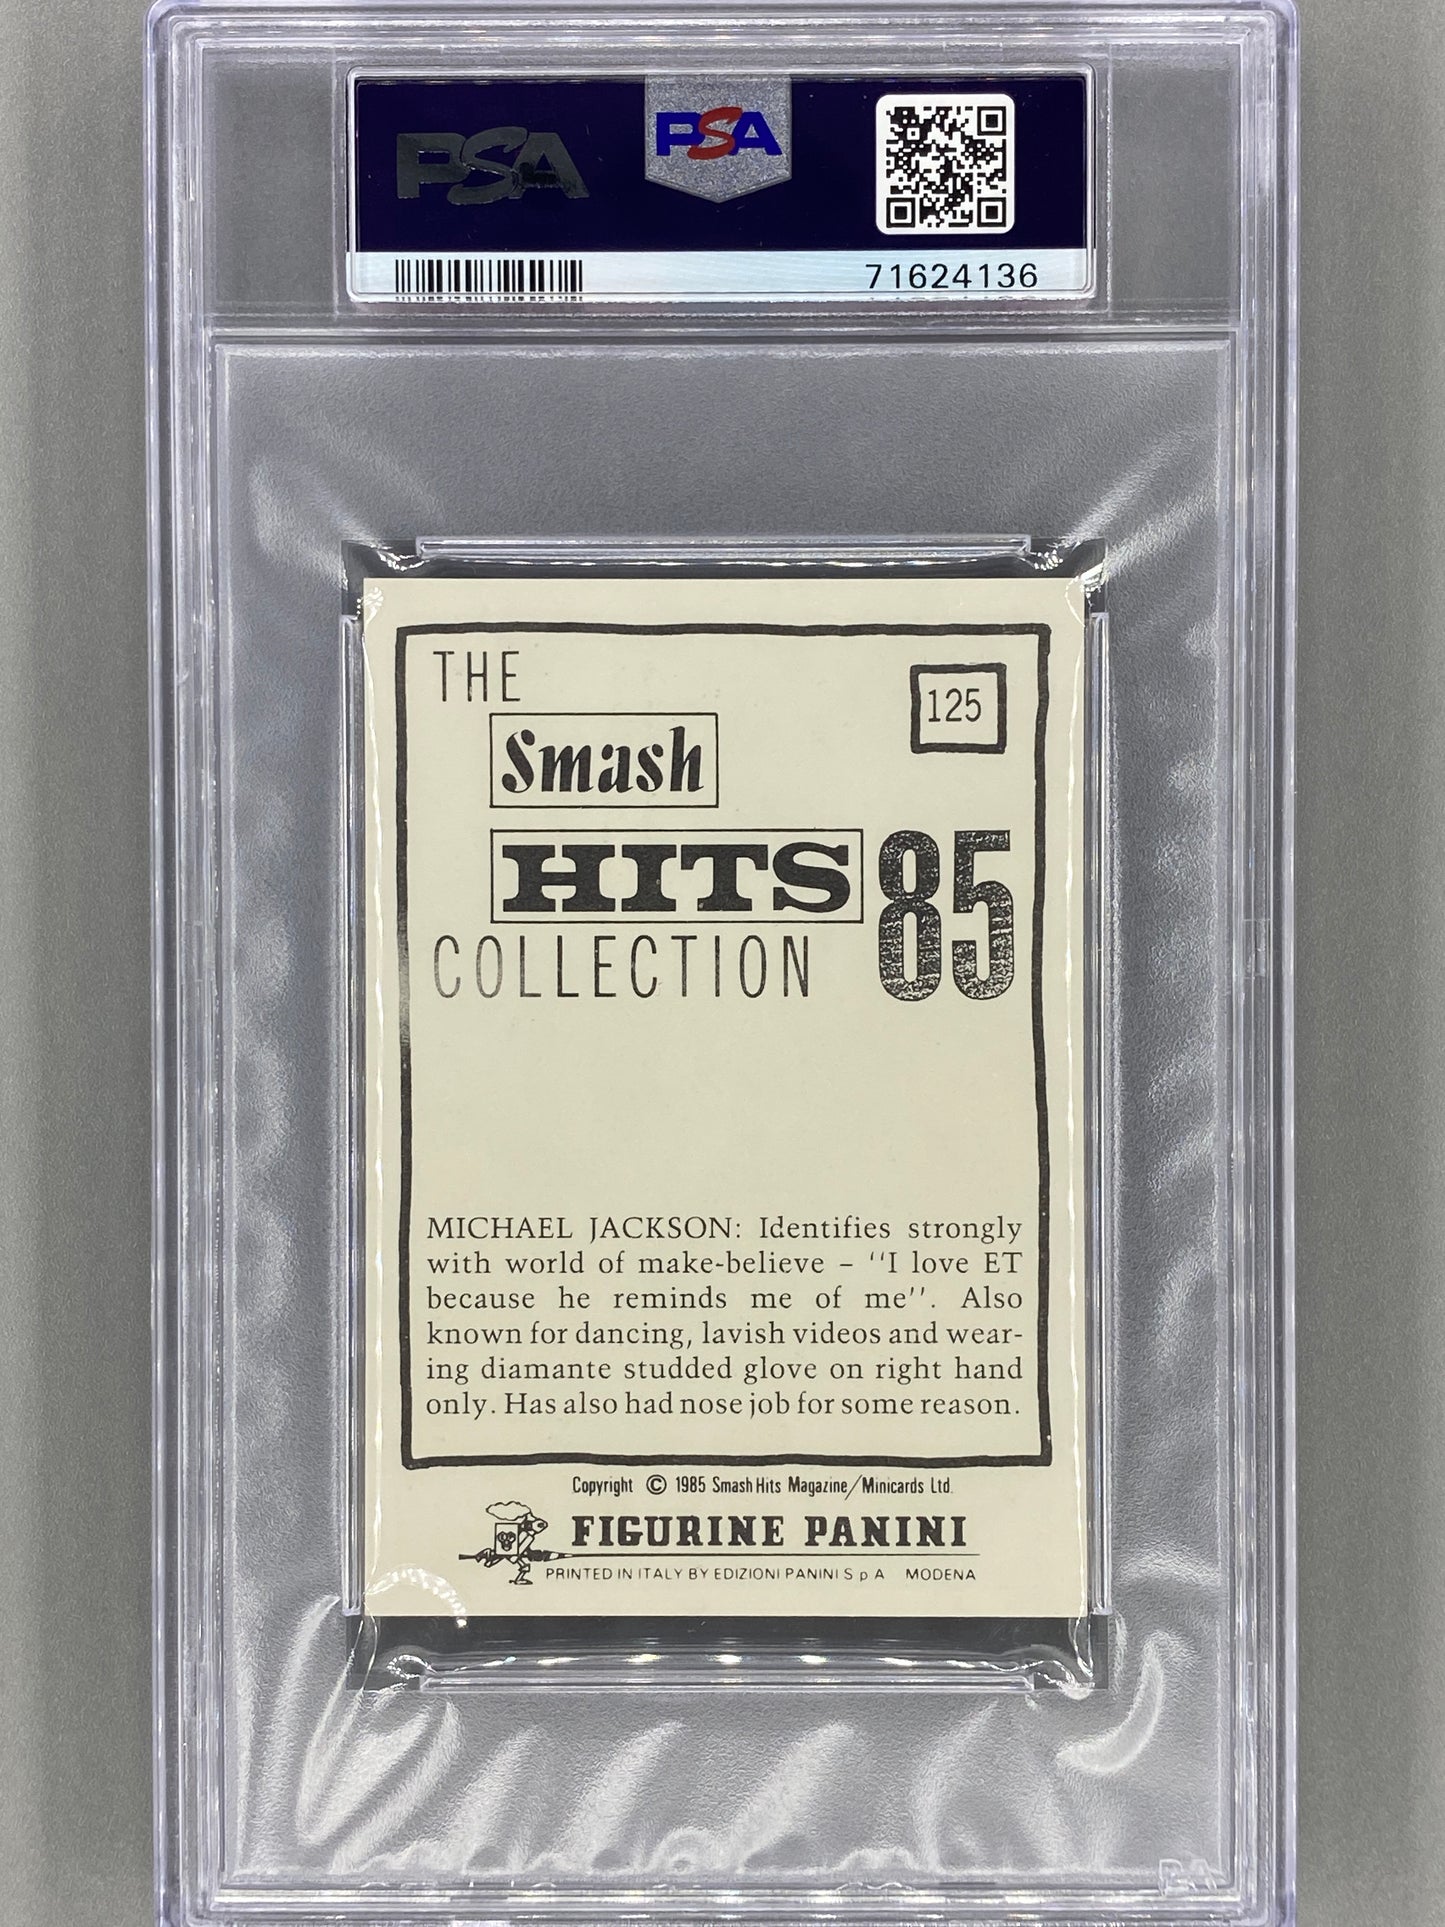 PSA
PSA
71624136
THE
125
Smash
HITS 85
COLLECTION
MICHAEL JACKSON: Identifies strongly
with world of make-believe – ‘‘I love ET
because he reminds me of me’’. Also
known for dancing, lavish videos and wear-
ing diamante studded glove on right hand
only. Has also had nose job for some reason.
Copyright © 1985 Smash Hits Magazine/Minicards Ltd.
FIGURINE PANINI
PRINTED IN ITALY BY EDIZIONI PANINI S p A MODENA
PSA